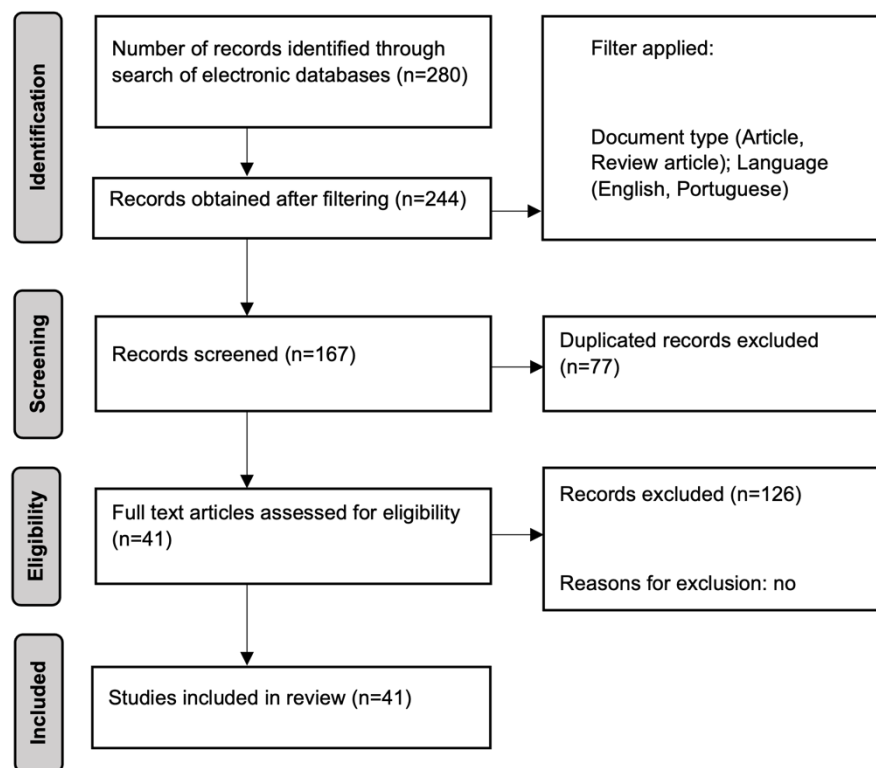 Identification
Number of records identified through
search of electronic databases (n=280)
Filter applied:
Document type (Article,
Review article); Language
(English, Portuguese)
Records obtained after filtering (n=244)
Screening
Records screened (n=167)
Duplicated records excluded
(n=77)
Eligibility
Full text articles assessed for eligibility
(n=41)
Records excluded (n=126)
Reasons for exclusion: no
Included
Studies included in review (n=41)